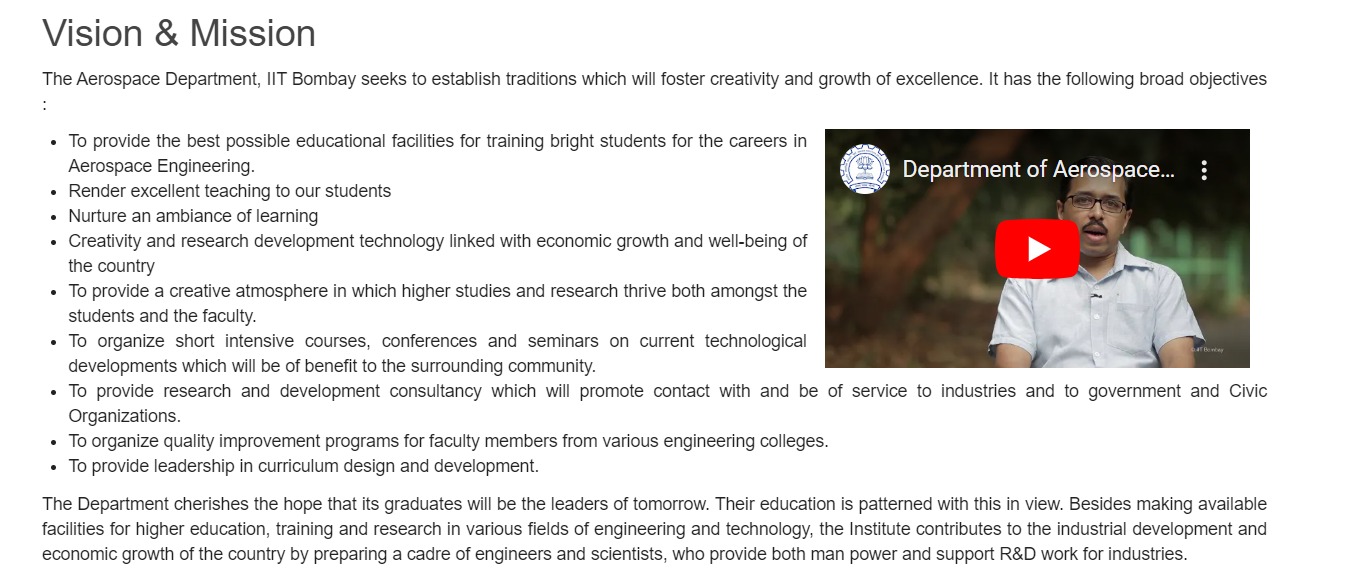 Vision & Mission
The Aerospace Department, IIT Bombay seeks to establish traditions which will foster creativity and growth of excellence. It has the following broad objectives
:
• To provide the best possible educational facilities for training bright students for the careers in
Aerospace Engineering.
• Render excellent teaching to our students
• Nurture an ambiance of learning
• Creativity and research development technology linked with economic growth and well-being of
the country
• To provide a creative atmosphere in which higher studies and research thrive both amongst the
students and the faculty.
• To organize short intensive courses, conferences and seminars on current technological
developments which will be of benefit to the surrounding community.
Department of Aerospace...
IIT Bombay
• To provide research and development consultancy which will promote contact with and be of service to industries and to government and Civic
Organizations.
• To organize quality improvement programs for faculty members from various engineering colleges.
• To provide leadership in curriculum design and development.
The Department cherishes the hope that its graduates will be the leaders of tomorrow. Their education is patterned with this in view. Besides making available
facilities for higher education, training and research in various fields of engineering and technology, the Institute contributes to the industrial development and
economic growth of the country by preparing a cadre of engineers and scientists, who provide both man power and support R&D work for industries.